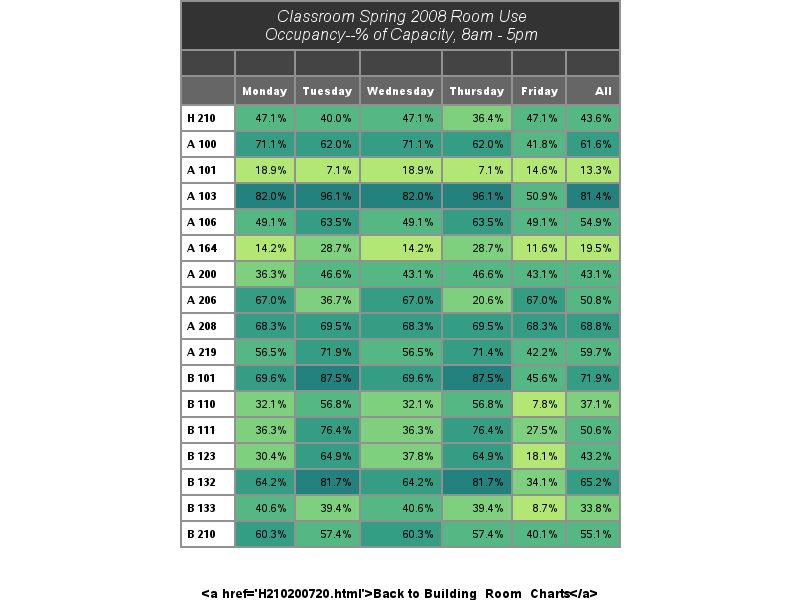 Classroom Spring 2008 Room Use
Occupancy--% of Capacity, 8am - 5pm
Monday Tuesday Wednesday Thursday Friday All
H 210 47.1% 40.0% 47.1% 36.4% 47.1% 43.6%
A 100 71.1% 62.0% 71.1% 62.0% 41.8% 61.6%
A 101 18.9% 7.1% 18.9% 7.1% 14.6% 13.3%
A 103 82.0% 96.1% 82.0% 96.1% 50.9% 81.4%
A 106 49.1% 63.5% 49.1% 63.5% 49.1% 54.9%
A 164 14.2% 28.7% 14.2% 28.7% 11.6% 19.5%
A 200 36.3% 46.6% 43.1% 46.6% 43.1% 43.1%
A 206 67.0% 36.7% 67.0% 20.6% 67.0% 50.8%
A 208 68.3% 69.5% 68.3% 69.5% 68.3% 68.8%
A 219 56.5% 71.9% 56.5% 71.4% 42.2% 59.7%
B 101 69.6% 87.5% 69.6% 87.5% 45.6% 71.9%
B 110 32.1% 56.8% 32.1% 56.8% 7.8% 37.1%
B 111 36.3% 76.4% 36.3% 76.4% 27.5% 50.6%
B 123 30.4% 64.9% 37.8% 64.9% 18.1% 43.2%
B 132 64.2% 81.7% 64.2% 81.7% 34.1% 65.2%
B 133 40.6% 39.4% 40.6% 39.4% 8.7% 33.8%
B 210 60.3% 57.4% 60.3% 57.4% 40.1% 55.1%
<a href='H210200720.html'>Back to Building_Room_Charts</a>